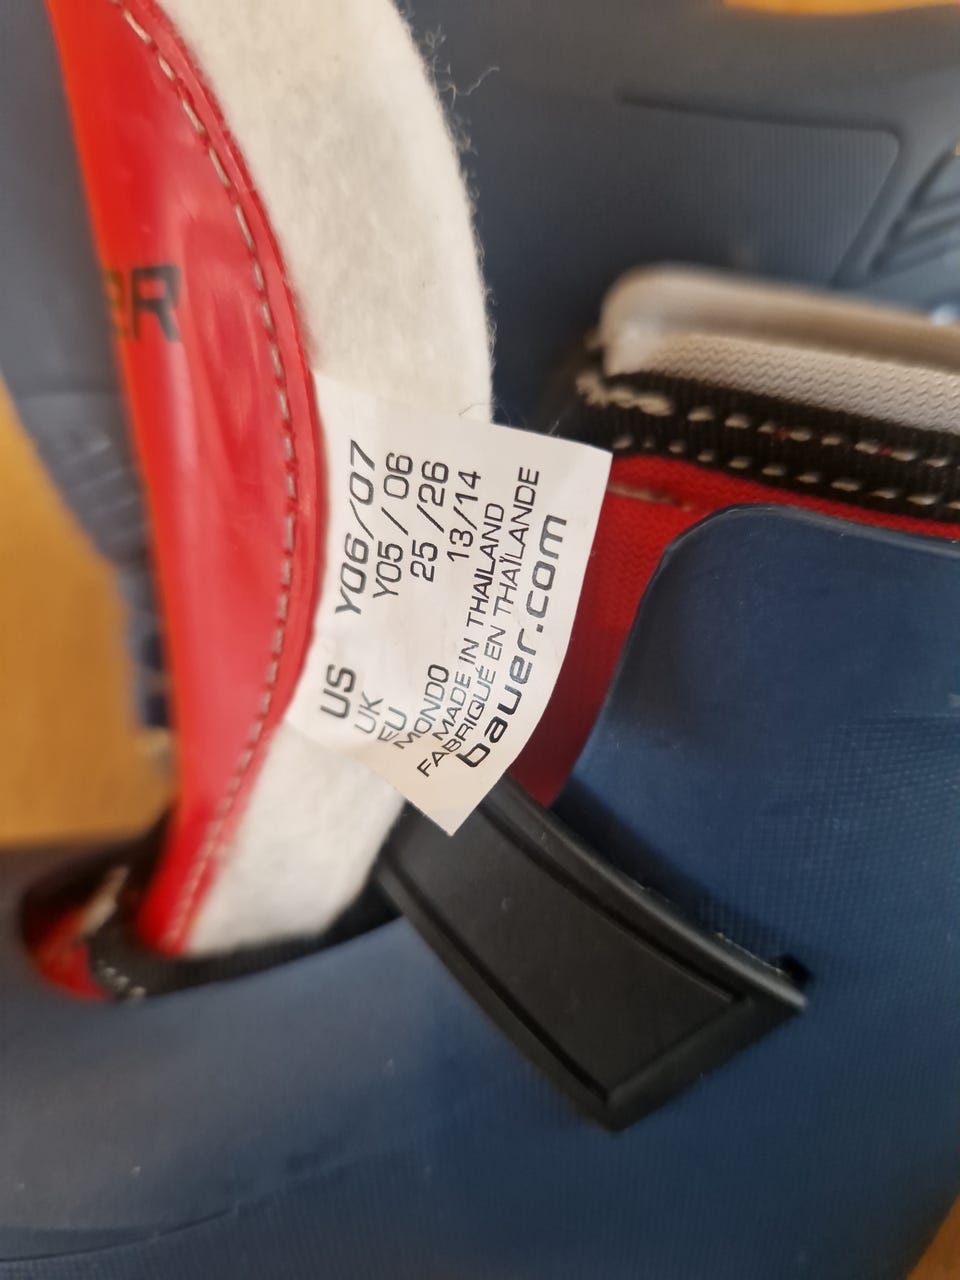 US Y06/07
UK Y05 / 06
EU 25 /26
MONDO 13/14
MADE IN THAILAND
FABRIQUÉ EN THAÏLANDE
bauer.com